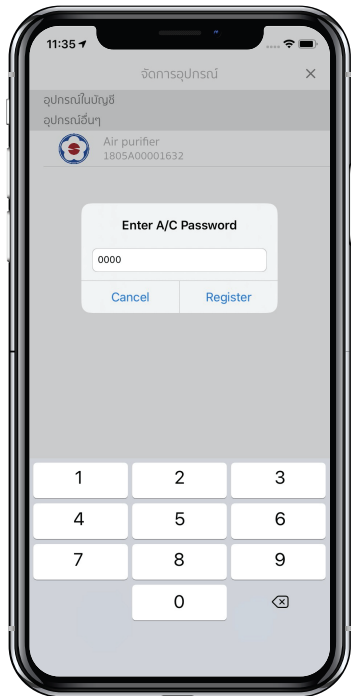 11:35
จัดการอุปกรณ์ ×
อุปกรณ์ในบัญชี
อุปกรณ์อื่นๆ
Air purifier
1805A00001632
Enter A/C Password
0000
Cancel Register
1 2 3
4 5 6
7 8 9
0